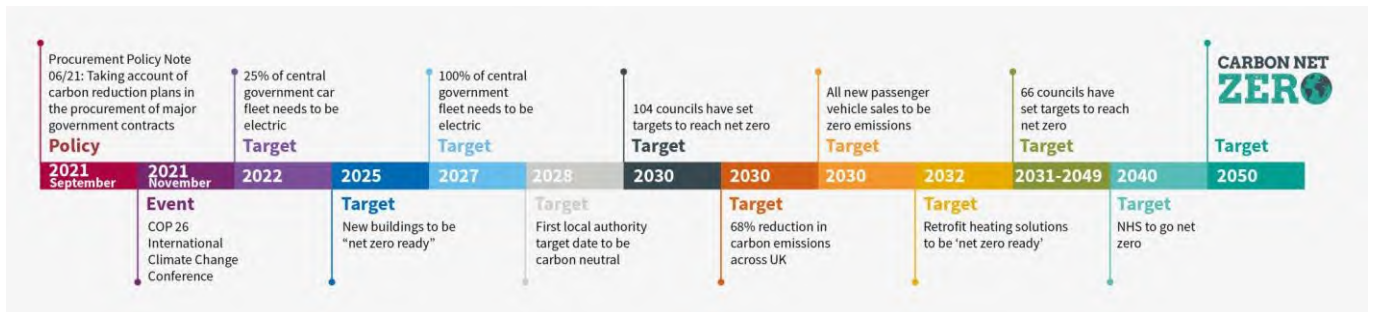 Procurement Policy Note
06/21: Taking account of
carbon reduction plans in
the procurement of major
government contracts
Policy
2021
September
2021
November
Event
COP 26
International
Climate Change
Conference
25% of central
government car
fleet needs to be
electric
Target
2022
2025
Target
New buildings to be
“net zero ready”
100% of central
government
fleet needs to be
electric
Target
2027
2028
Target
First local authority
target date to be
carbon neutral
104 councils have set
targets to reach net zero
Target
2030
2030
Target
68% reduction in
carbon emissions
across UK
All new passenger
vehicle sales to be
zero emissions
Target
2030
2032
Target
Retrofit heating solutions
to be ‘net zero ready’
66 councils have
set targets to reach
net zero
Target
2031-2049
2040
Target
NHS to go net
zero
CARBON NET
ZERO
Target
2050